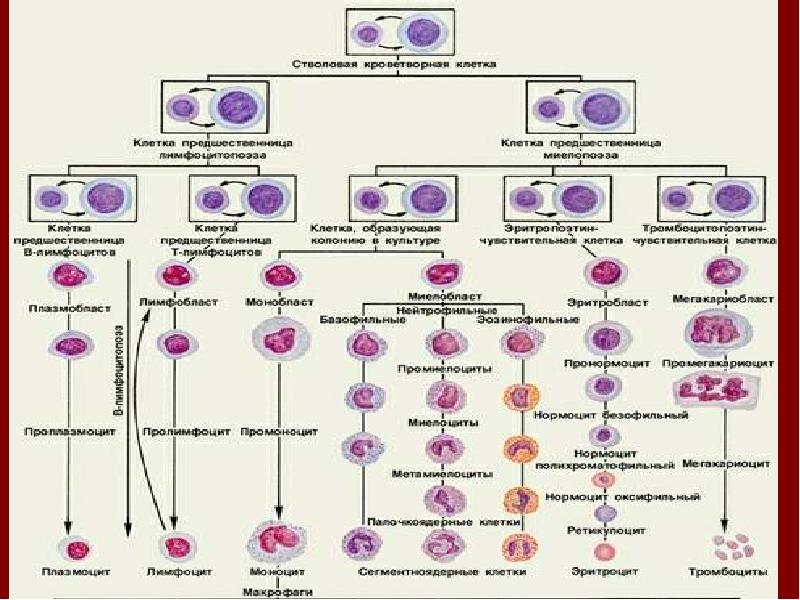 Стволовая кроветворная клетка
Клетка предшественница
лимфоцитопоэза
Клетка предшественница
миелопоэза
Клетка
предшественница
В-лимфоцитов
Клетка
предшественница
Т-лимфоцитов
Клетка, образующая
колонию в культуре
Эритропоэтин-
чувствительная клетка
Тромбоцитопоэтин-
чувствительная клетка
Плазмобласт
Лимфобласт
Монобласт
Миелобласт
Эритробласт
Мегакариобласт
Базофильные
Нейтрофильные
Эозинофильные
В-лимфоцитопоэз
Пронормоцит
Промегакариоцит
Промиелоциты
Нормоцит базофильный
Миелоциты
Проплазмоцит
Пролимфоцит
Промоноцит
Нормоцит
полихроматофильный
Мегакариоцит
Метамиелоциты
Нормоцит оксифильный
Палочкоядерные клетки
Ретикулоцит
Плазмоцит
Лимфоцит
Моноцит
Сегментноядерные клетки
Эритроцит
Тромбоциты
Макрофаги